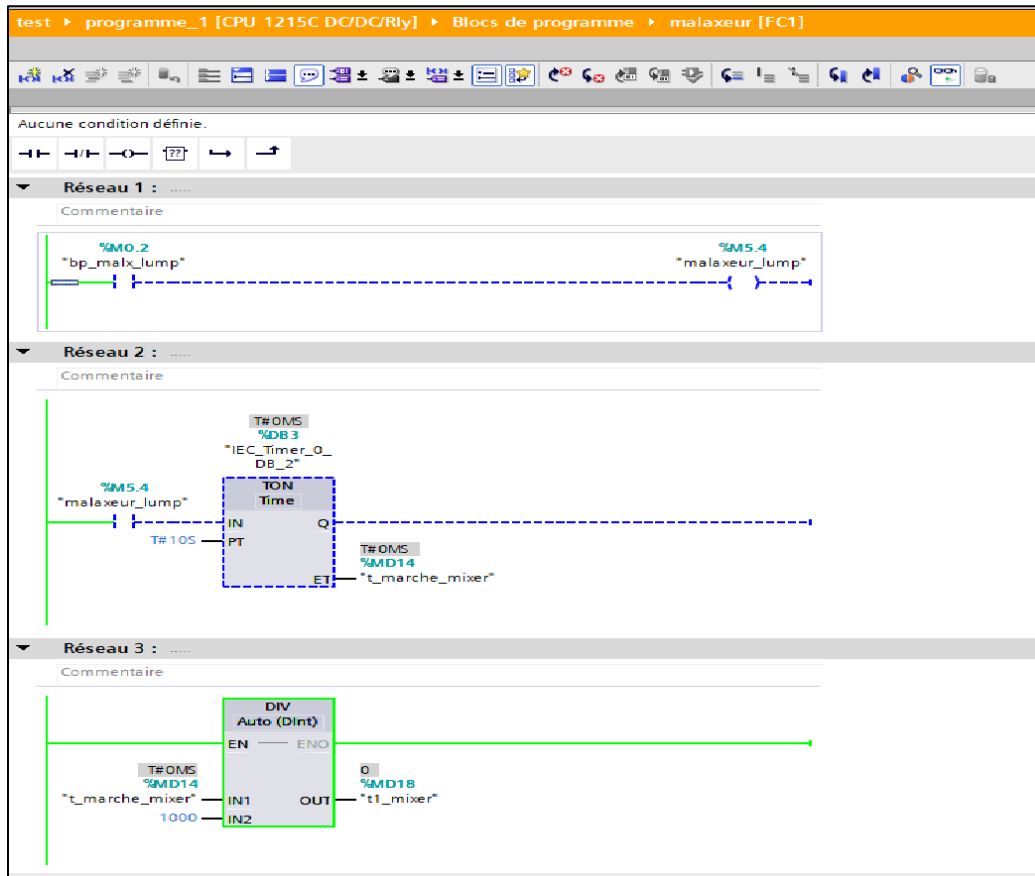 test ▸ programme_1 [CPU 1215C DC/DC/Rly] ▸ Blocs de programme ▸ malaxeur [FC1]
Aucune condition définie.
??
Réseau 1 : .....
Commentaire
%M0.2
"bp_malx_lump"
%M5.4
"malaxeur_lump"
Réseau 2 : .....
Commentaire
T#0MS
%DB3
"IEC_Timer_0_
DB_2"
%M5.4
"malaxeur_lump"
TON
Time
IN
Q
T#10S
PT
T#0MS
%MD14
ET
"t_marche_mixer"
Réseau 3 : .....
Commentaire
DIV
Auto (DInt)
EN
ENO
T#0MS
%MD14
"t_marche_mixer"
IN1
0
%MD18
OUT
"t1_mixer"
1000
IN2